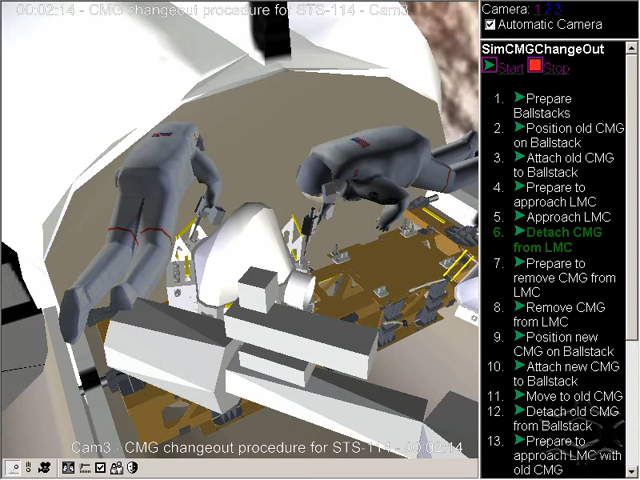 00:02:14 - CMG changeout procedure for STS-114 - Cam3
Camera: 1 2 3
Automatic Camera
SimCMGChangeOut
Start Stop
1. Prepare
Ballstacks
2. Position old CMG
on Ballstack
3. Attach old CMG
to Ballstack
4. Prepare to
approach LMC
5. Approach LMC
6. Detach CMG
from LMC
7. Prepare to
remove CMG from
LMC
8. Remove CMG
from LMC
9. Position new
CMG on Ballstack
10. Attach new CMG
to Ballstack
11. Move to old CMG
12. Detach old CMG
from Ballstack
13. Prepare to
approach LMC with
old CMG
Cam3 - CMG changeout procedure for STS-114 - 00:02:14